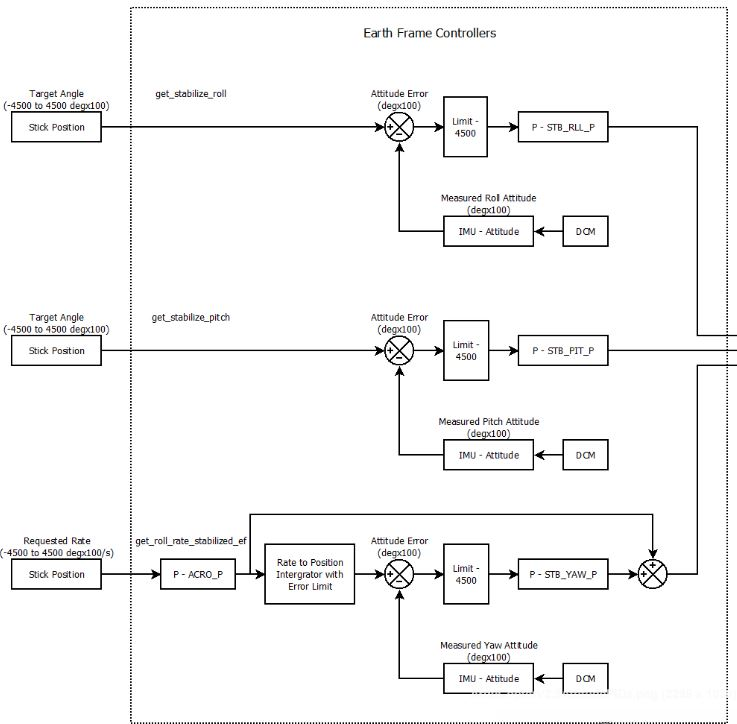 Earth Frame Controllers
Target Angle
(-4500 to 4500 degx100)
get_stabilize_roll
Attitude Error
(degx100)
Stick Position
Limit -
4500
P - STB_RLL_P
Measured Roll Attitude
(degx100)
IMU - Attitude
DCM
Target Angle
(-4500 to 4500 degx100)
get_stabilize_pitch
Attitude Error
(degx100)
Stick Position
Limit -
4500
P - STB_PIT_P
Measured Pitch Attitude
(degx100)
IMU - Attitude
DCM
Requested Rate
(-4500 to 4500 degx100/s)
get_roll_rate_stabilized_ef
Attitude Error
(degx100)
Stick Position
P - ACRO_P
Rate to Position
Intergrator with
Error Limit
Limit -
4500
P - STB_YAW_P
Measured Yaw Attitude
(degx100)
IMU - Attitude
DCM